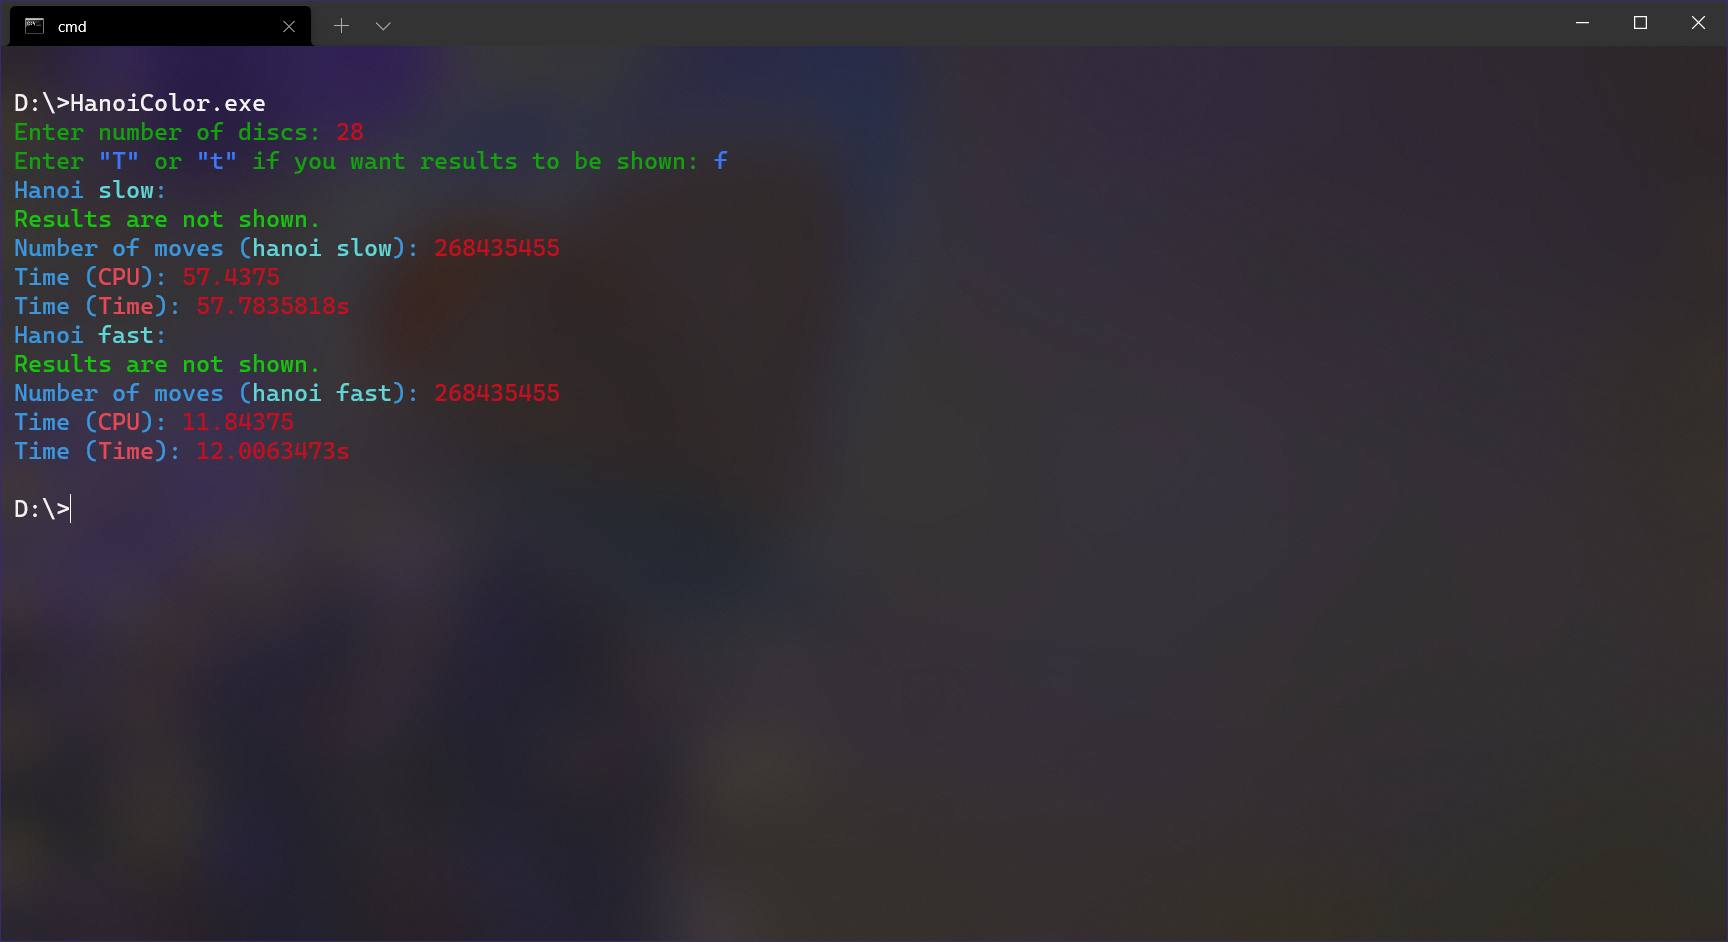 cmd
D:\>HanoiColor.exe
Enter number of discs: 28
Enter "T" or "t" if you want results to be shown: f
Hanoi slow:
Results are not shown.
Number of moves (hanoi slow): 268435455
Time (CPU): 57.4375
Time (Time): 57.7835818s
Hanoi fast:
Results are not shown.
Number of moves (hanoi fast): 268435455
Time (CPU): 11.84375
Time (Time): 12.0063473s
D:\>